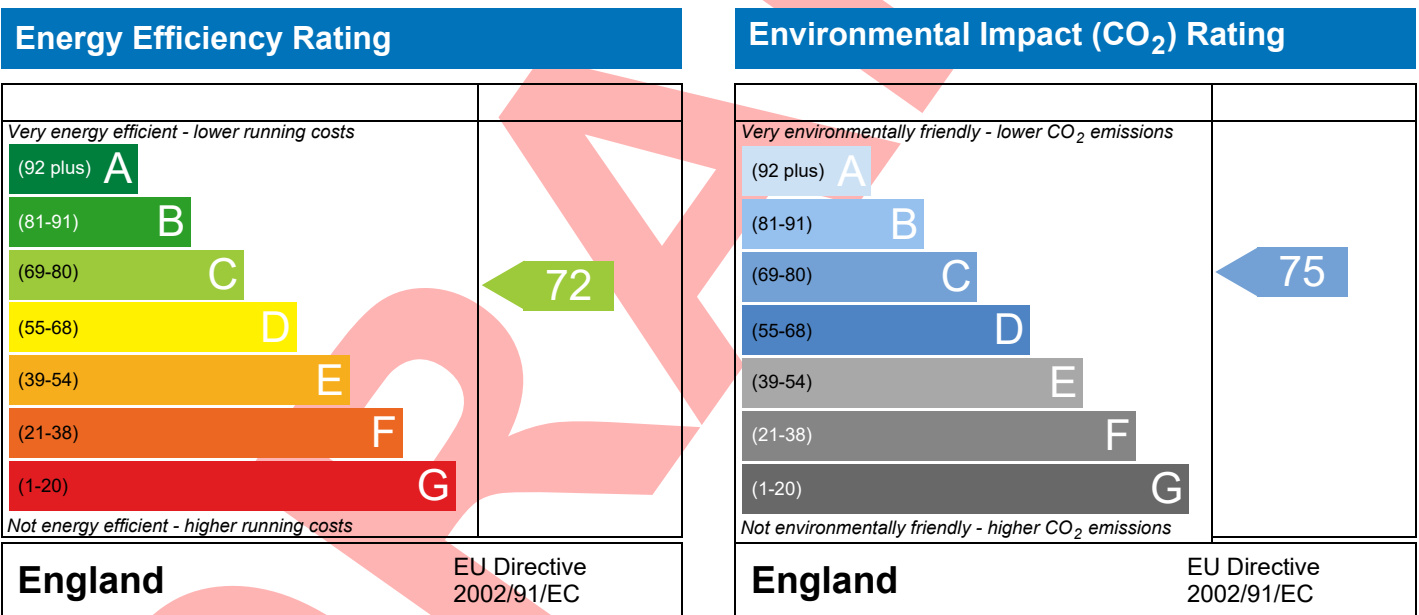 Energy Efficiency Rating
Very energy efficient - lower running costs
(92 plus) A
(81-91) B
(69-80) C
72
(55-68) D
(39-54) E
(21-38) F
(1-20) G
Not energy efficient - higher running costs
England
EU Directive
2002/91/EC
Environmental Impact (CO2) Rating
Very environmentally friendly - lower CO2 emissions
(92 plus) A
(81-91) B
(69-80) C
75
(55-68) D
(39-54) E
(21-38) F
(1-20) G
Not environmentally friendly - higher CO2 emissions
England
EU Directive
2002/91/EC